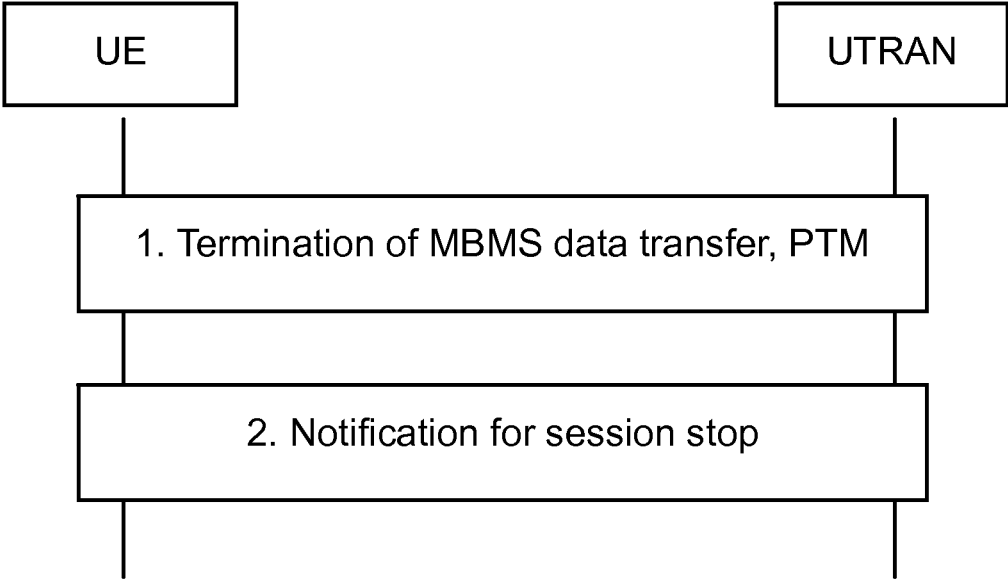 UE
UTRAN
1. Termination of MBMS data transfer, PTM
2. Notification for session stop